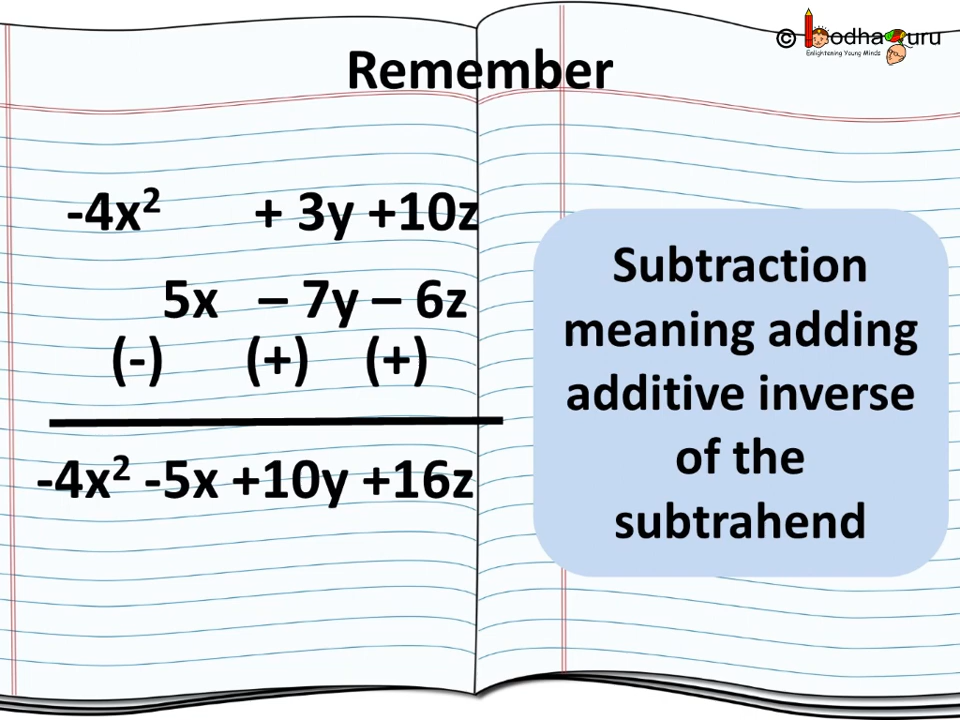 © BodhaGuru
Enlightening Young Minds
Remember
-4x² + 3y +10z
5x – 7y – 6z
(-) (+) (+)
-4x² -5x +10y +16z
Subtraction
meaning adding
additive inverse
of the
subtrahend